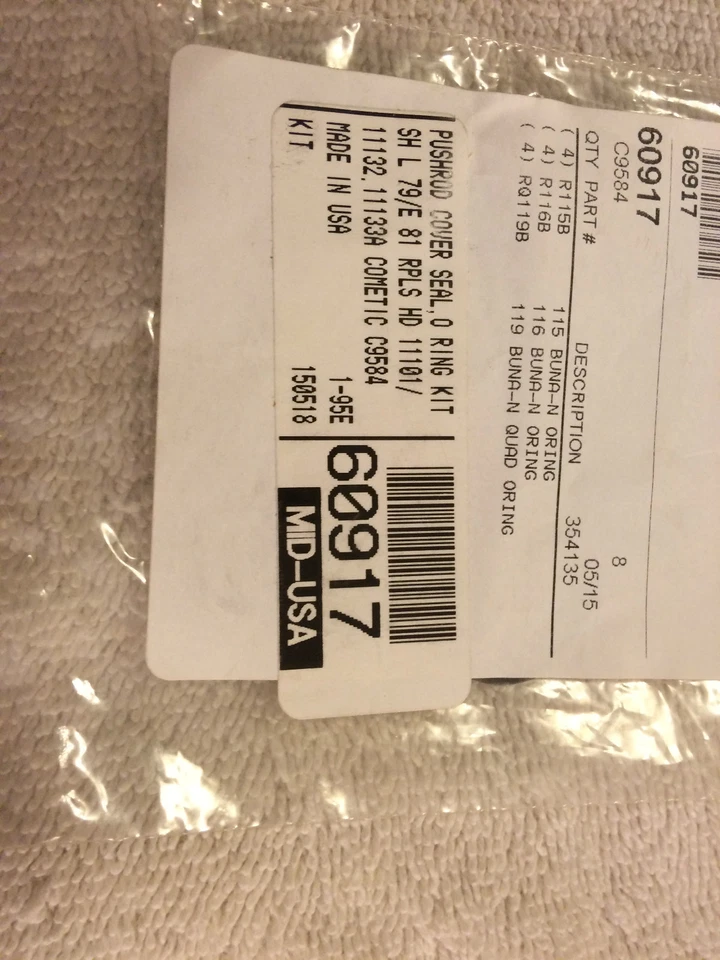 60917
60917
C9584
8
05/15
QTY PART # DESCRIPTION 354135
( 4) R115B 115 BUNA-N ORING
( 4) R116B 116 BUNA-N ORING
( 4) RQ119B 119 BUNA-N QUAD ORING
PUSHROD COVER SEAL,O RING KIT
SH L 79/E 81 RPLS HD 11101/
11132,11133A COMETIC C9584
MADE IN USA 1-95E
KIT 150518
60917
MID-USA